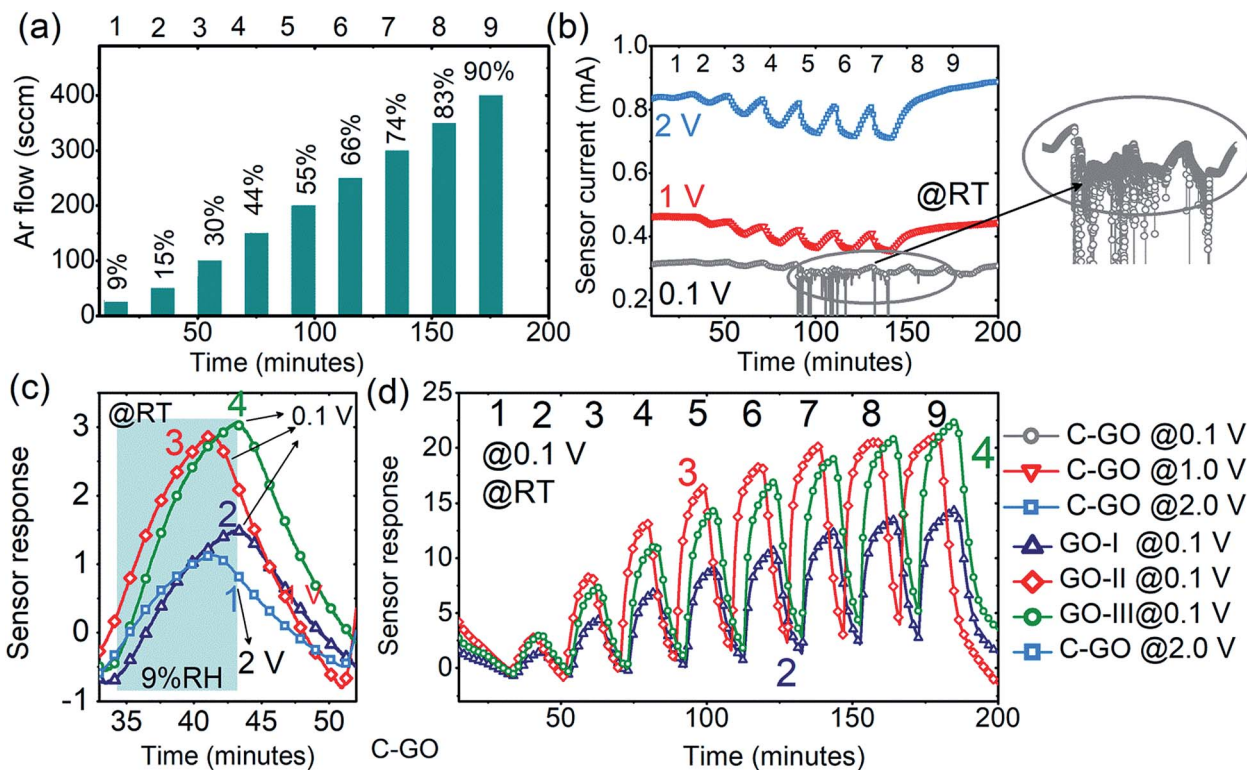 (a)
1 2 3 4 5 6 7 8 9
Ar flow (sccm)
400
300
200
100
0
9%
15%
30%
44%
55%
66%
74%
83%
90%
50 100 150 200
Time (minutes)
(b)
Sensor current (mA)
1.0
0.8
0.6
0.4
0.2
1 2 3 4 5 6 7 8 9
2 V
1 V
@RT
0.1 V
50 100 150 200
Time (minutes)
(c)
Sensor response
3
2
1
0
-1
@RT
4
0.1 V
3
2
1
1 V
2 V
9%RH
35 40 45 50
Time (minutes)
C-GO
(d)
Sensor response
25
20
15
10
5
0
1 2 3 4 5 6 7 8 9
@0.1 V
@RT
3
4
2
50 100 150 200
Time (minutes)
C-GO @0.1 V
C-GO @1.0 V
C-GO @2.0 V
GO-I @0.1 V
GO-II @0.1 V
GO-III@0.1 V
C-GO @2.0 V